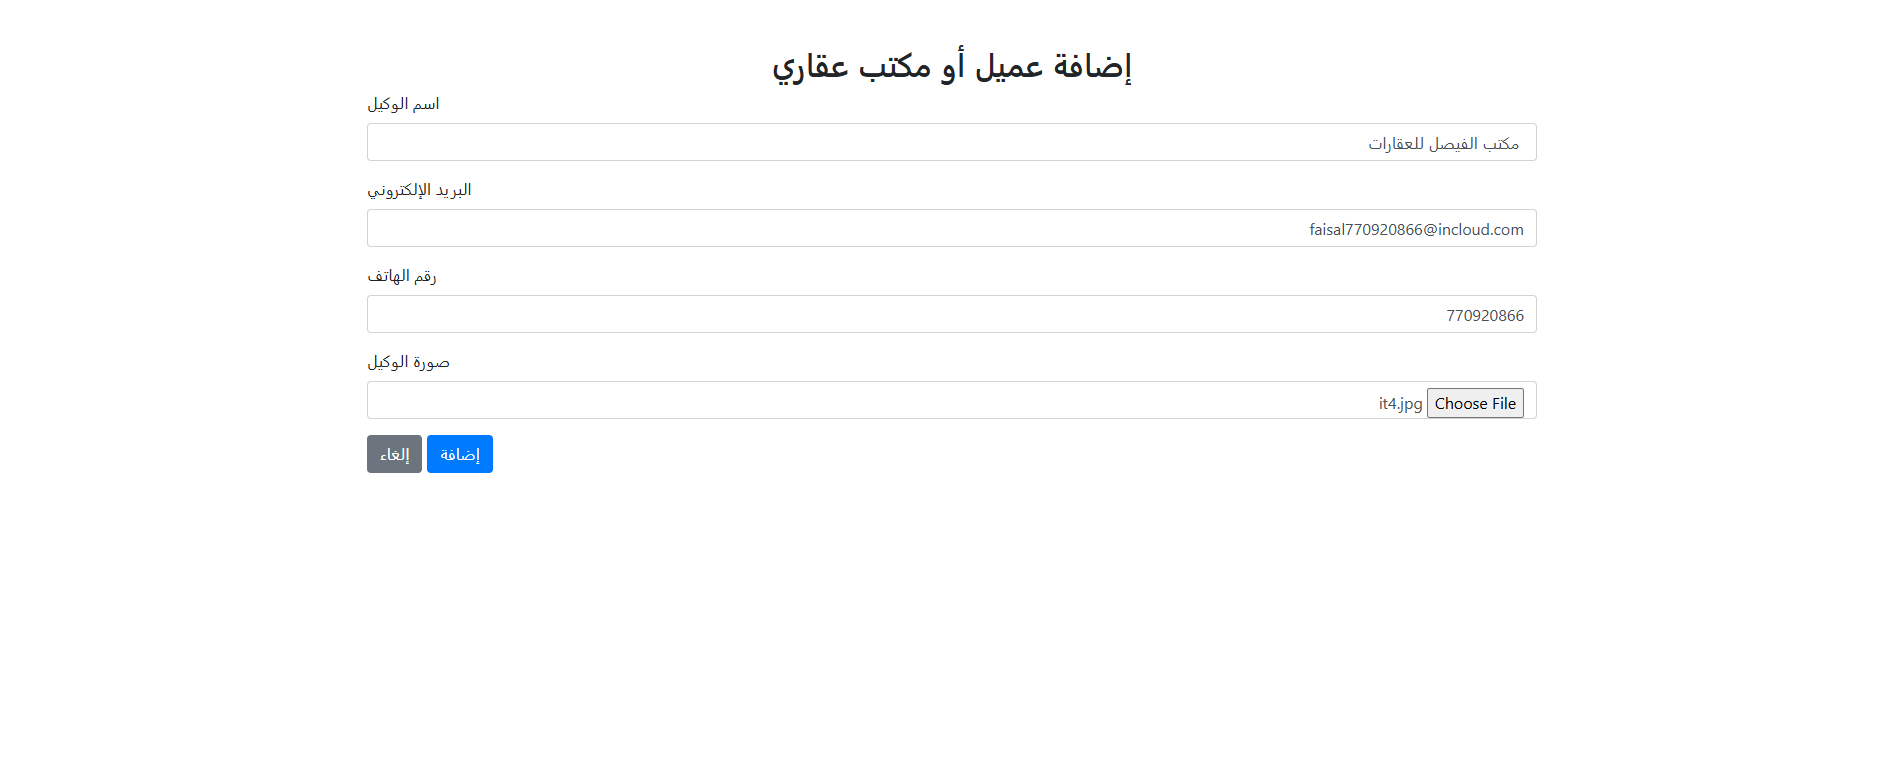 إضافة عميل أو مكتب عقاري
اسم الوكيل
مكتب الفيصل للعقارات
البريد الإلكتروني
faisal770920866@incloud.com
رقم الهاتف
770920866
صورة الوكيل
Choose File it4.jpg
إضافة إلغاء